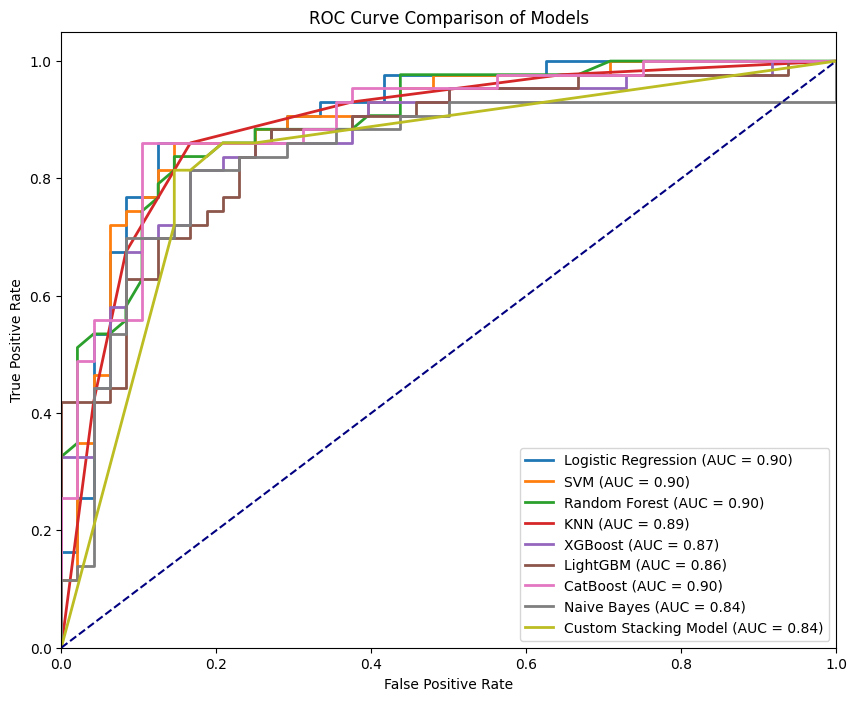 ROC Curve Comparison of Models
True Positive Rate
1.0
0.8
0.6
0.4
0.2
0.0
0.0 0.2 0.4 0.6 0.8 1.0
False Positive Rate
Logistic Regression (AUC = 0.90)
SVM (AUC = 0.90)
Random Forest (AUC = 0.90)
KNN (AUC = 0.89)
XGBoost (AUC = 0.87)
LightGBM (AUC = 0.86)
CatBoost (AUC = 0.90)
Naive Bayes (AUC = 0.84)
Custom Stacking Model (AUC = 0.84)